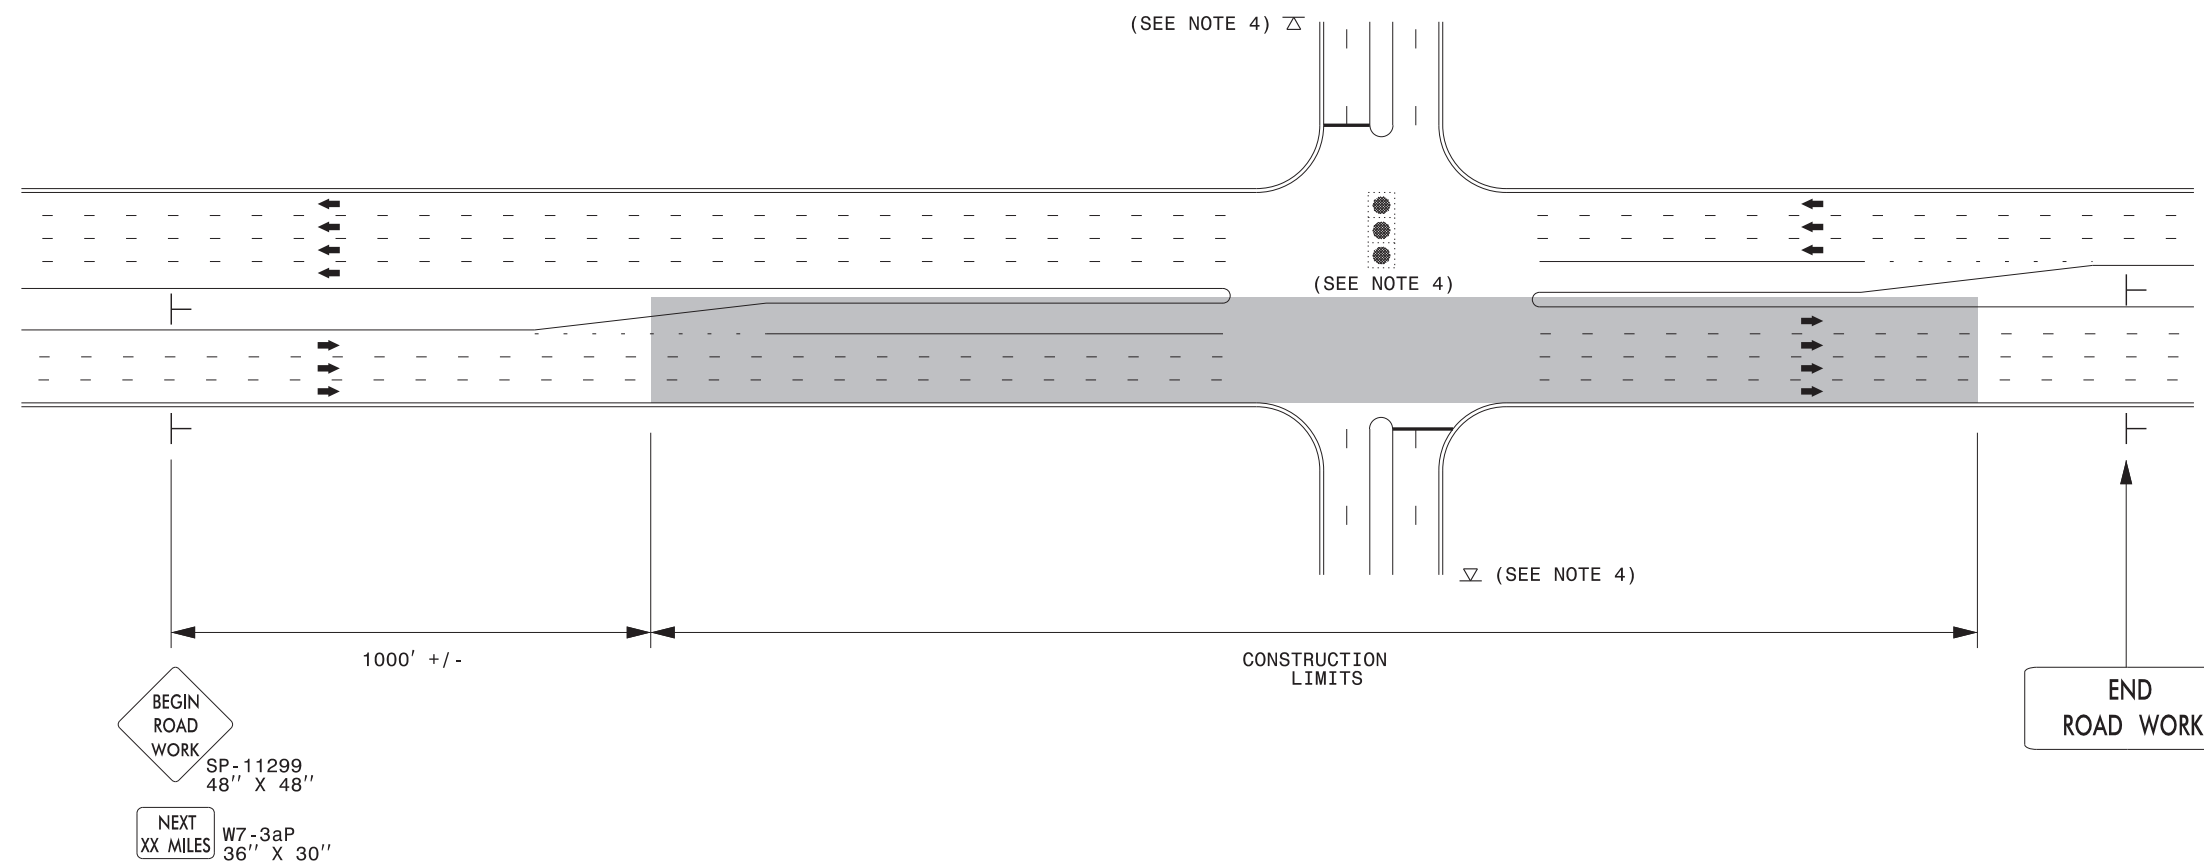 (SEE NOTE 4)
(SEE NOTE 4)
(SEE NOTE 4)
1000' +/-
CONSTRUCTION
LIMITS
BEGIN
ROAD
WORK
SP-11299
48'' X 48''
NEXT
XX MILES
W7-3aP
36'' X 30''
END
ROAD WORK